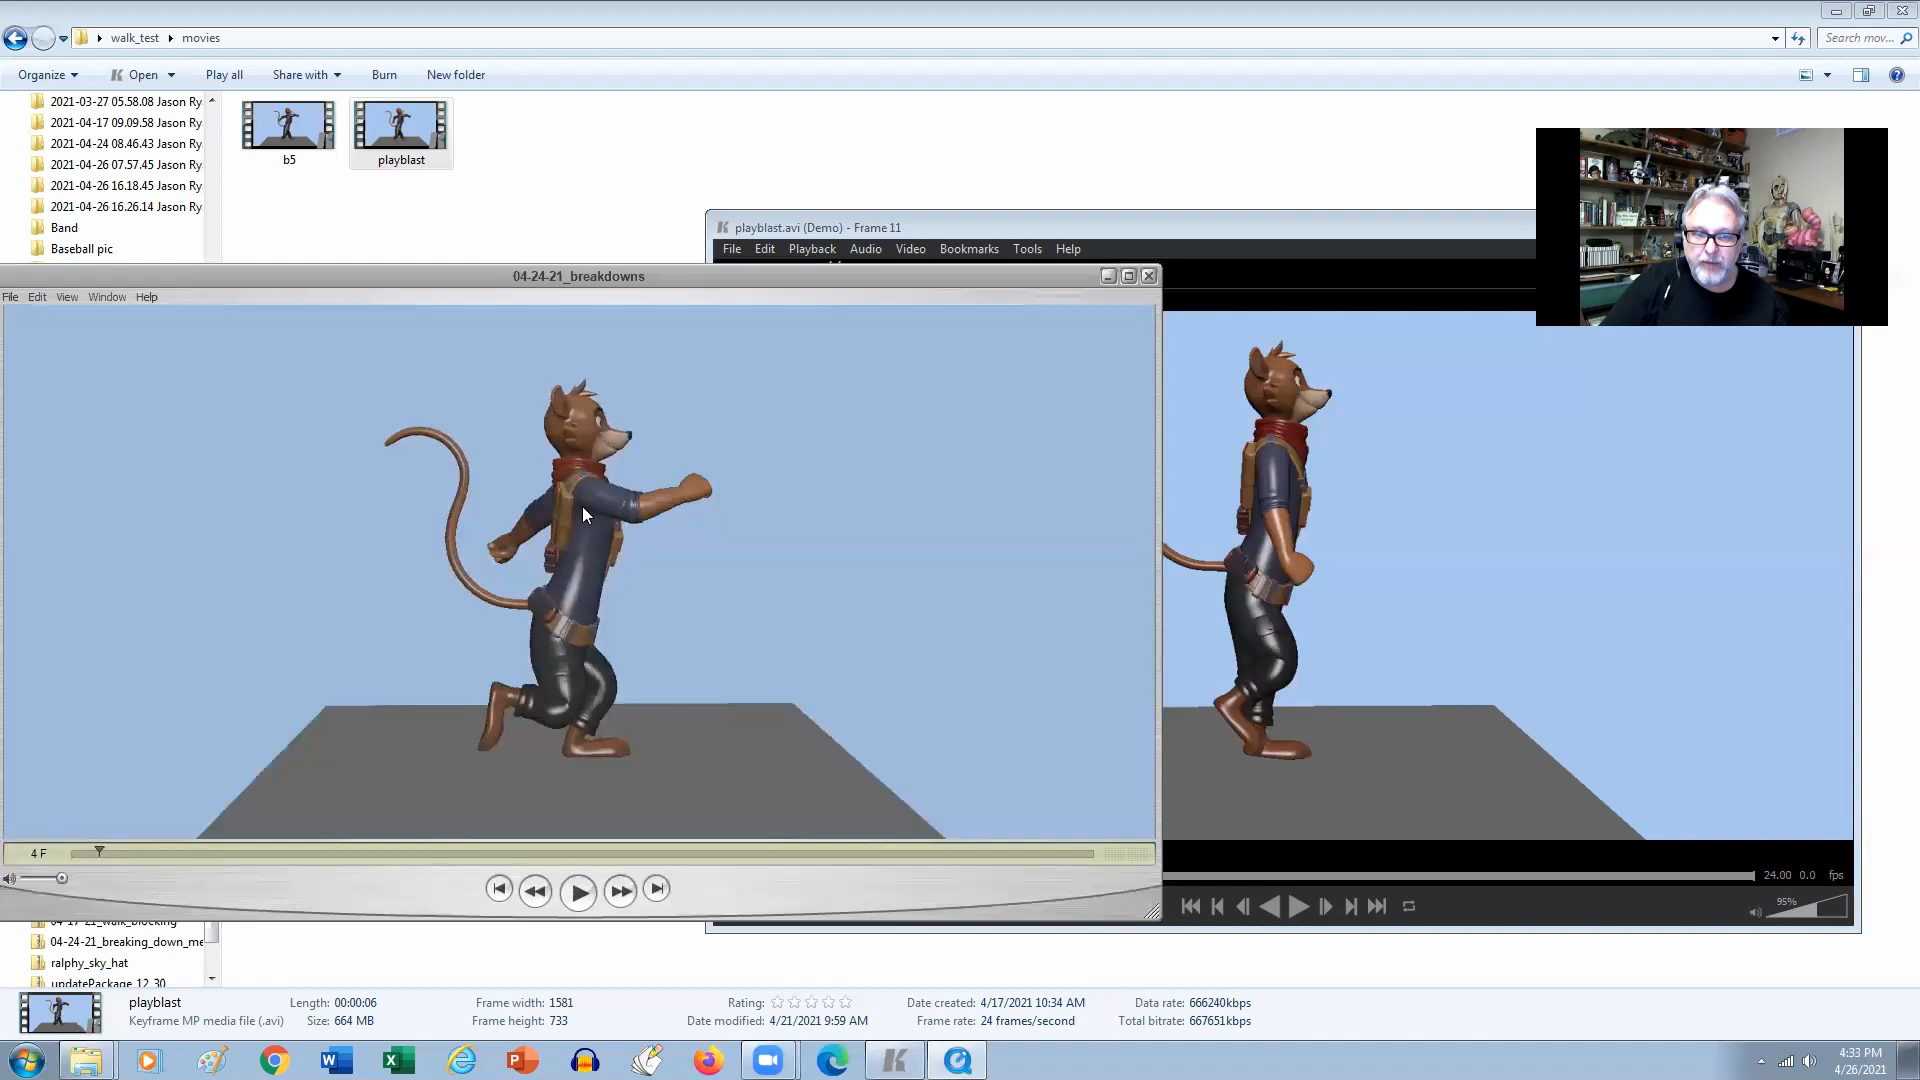 walk_test movies
Search mov...
Organize Open Play all Share with Burn New folder
2021-03-27 05.58.08 Jason Ry
2021-04-17 09.09.58 Jason Ry
2021-04-24 08.46.43 Jason Ry
2021-04-26 07.57.45 Jason Ry
2021-04-26 16.18.45 Jason Ry
2021-04-26 16.26.14 Jason Ry
Band
Baseball pic
b5
playblast
playblast.avi (Demo) - Frame 11
File Edit Playback Audio Video Bookmarks Tools Help
04-24-21_breakdowns
File Edit View Window Help
4 F
24.00 0.0 fps
95%
04-17-21_walk_blocking
04-24-21_breaking_down_me
ralphy_sky_hat
updatePackage_12_30
playblast
Keyframe MP media file (.avi)
Length: 00:00:06
Size: 664 MB
Frame width: 1581
Frame height: 733
Rating:
Date modified: 4/21/2021 9:59 AM
Date created: 4/17/2021 10:34 AM
Frame rate: 24 frames/second
Data rate: 666240kbps
Total bitrate: 667651kbps
4:33 PM
4/26/2021